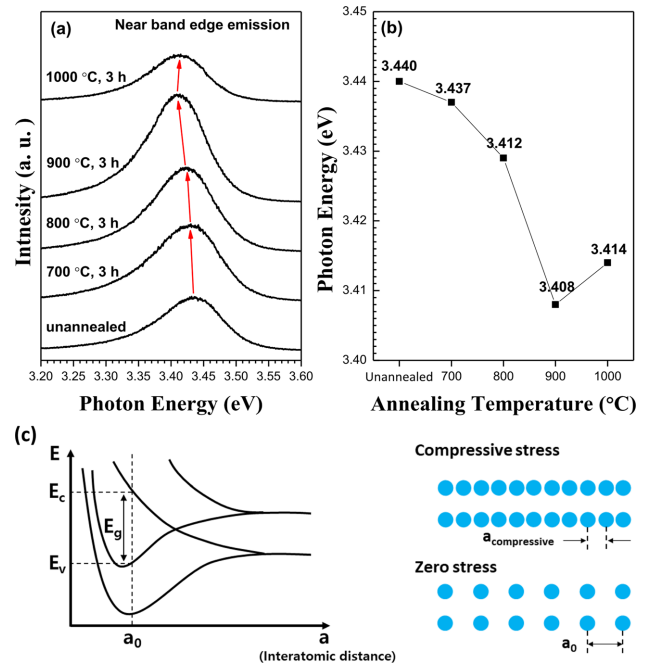 (a)
Near band edge emission
1000 °C, 3 h
900 °C, 3 h
800 °C, 3 h
700 °C, 3 h
unannealed
Intnesity (a. u.)
3.20 3.25 3.30 3.35 3.40 3.45 3.50 3.55 3.60
Photon Energy (eV)
(b)
3.45
3.44
3.43
3.42
3.41
3.40
Photon Energy (eV)
3.440
3.437
3.412
3.408
3.414
Unannealed 700 800 900 1000
Annealing Temperature (°C)
(c)
E
Ec
Eg
Ev
a0
a
(Interatomic distance)
Compressive stress
acompressive
Zero stress
a0